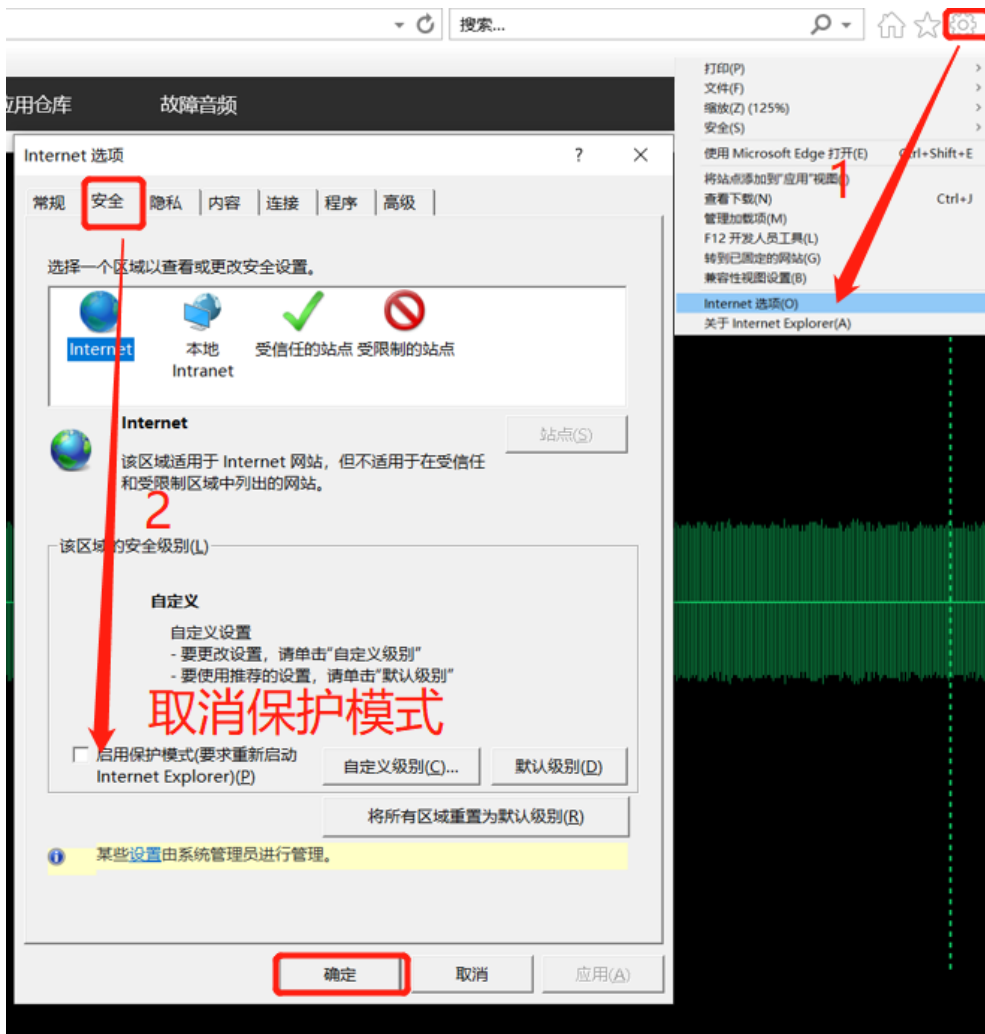 搜索...
打印(P)
文件(F)
缩放(Z) (125%)
安全(S)
使用 Microsoft Edge 打开(E)
将站点添加到"应用"视图
查看下载(N) Ctrl+J
管理加载项(M)
F12 开发人员工具(L)
转到已固定的网站(G)
兼容性视图设置(B)
Internet 选项(O)
关于 Internet Explorer(A)
1
应用仓库 故障音频
Internet 选项
常规 安全 隐私 内容 连接 程序 高级
选择一个区域以查看或更改安全设置。
Internet
本地
Intranet
受信任的站点
受限制的站点
Internet
站点(S)
该区域适用于 Internet 网站，但不适用于在受信任
和受限制区域中列出的网站。
2
该区域的安全级别(L)
自定义
自定义设置
- 要更改设置，请单击"自定义级别"
- 要使用推荐的设置，请单击"默认级别"
取消保护模式
启用保护模式(要求重新启动
Internet Explorer)(P)
自定义级别(C)...
默认级别(D)
将所有区域重置为默认级别(R)
某些设置由系统管理员进行管理。
确定 取消 应用(A)